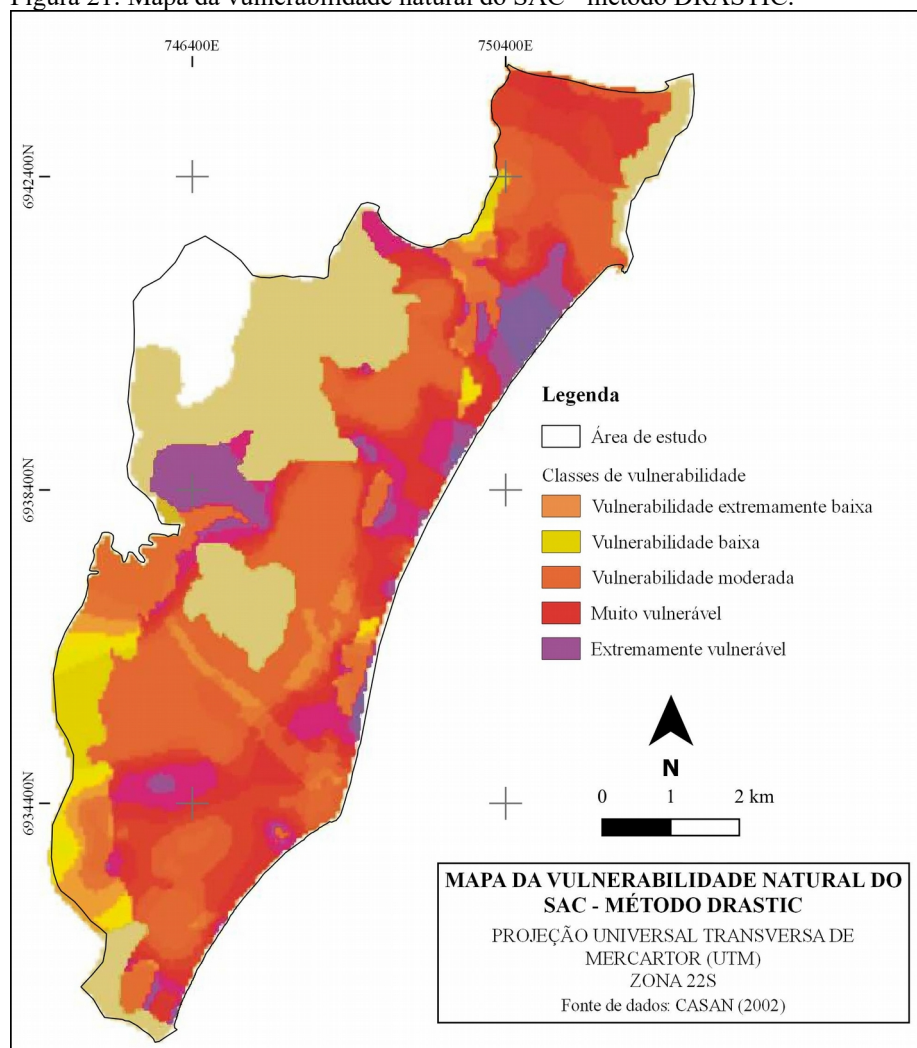 Figura 21: Mapa da vulnerabilidade natural do SAC - método DRASTIC.
746400E
750400E
6942400N
6938400N
6934400N
Legenda
Área de estudo
Classes de vulnerabilidade
Vulnerabilidade extremamente baixa
Vulnerabilidade baixa
Vulnerabilidade moderada
Muito vulnerável
Extremamente vulnerável
N
0 1 2 km
MAPA DA VULNERABILIDADE NATURAL DO
SAC - MÉTODO DRASTIC
PROJEÇÃO UNIVERSAL TRANSVERSA DE
MERCARTOR (UTM)
ZONA 22S
Fonte de dados: CASAN (2002)